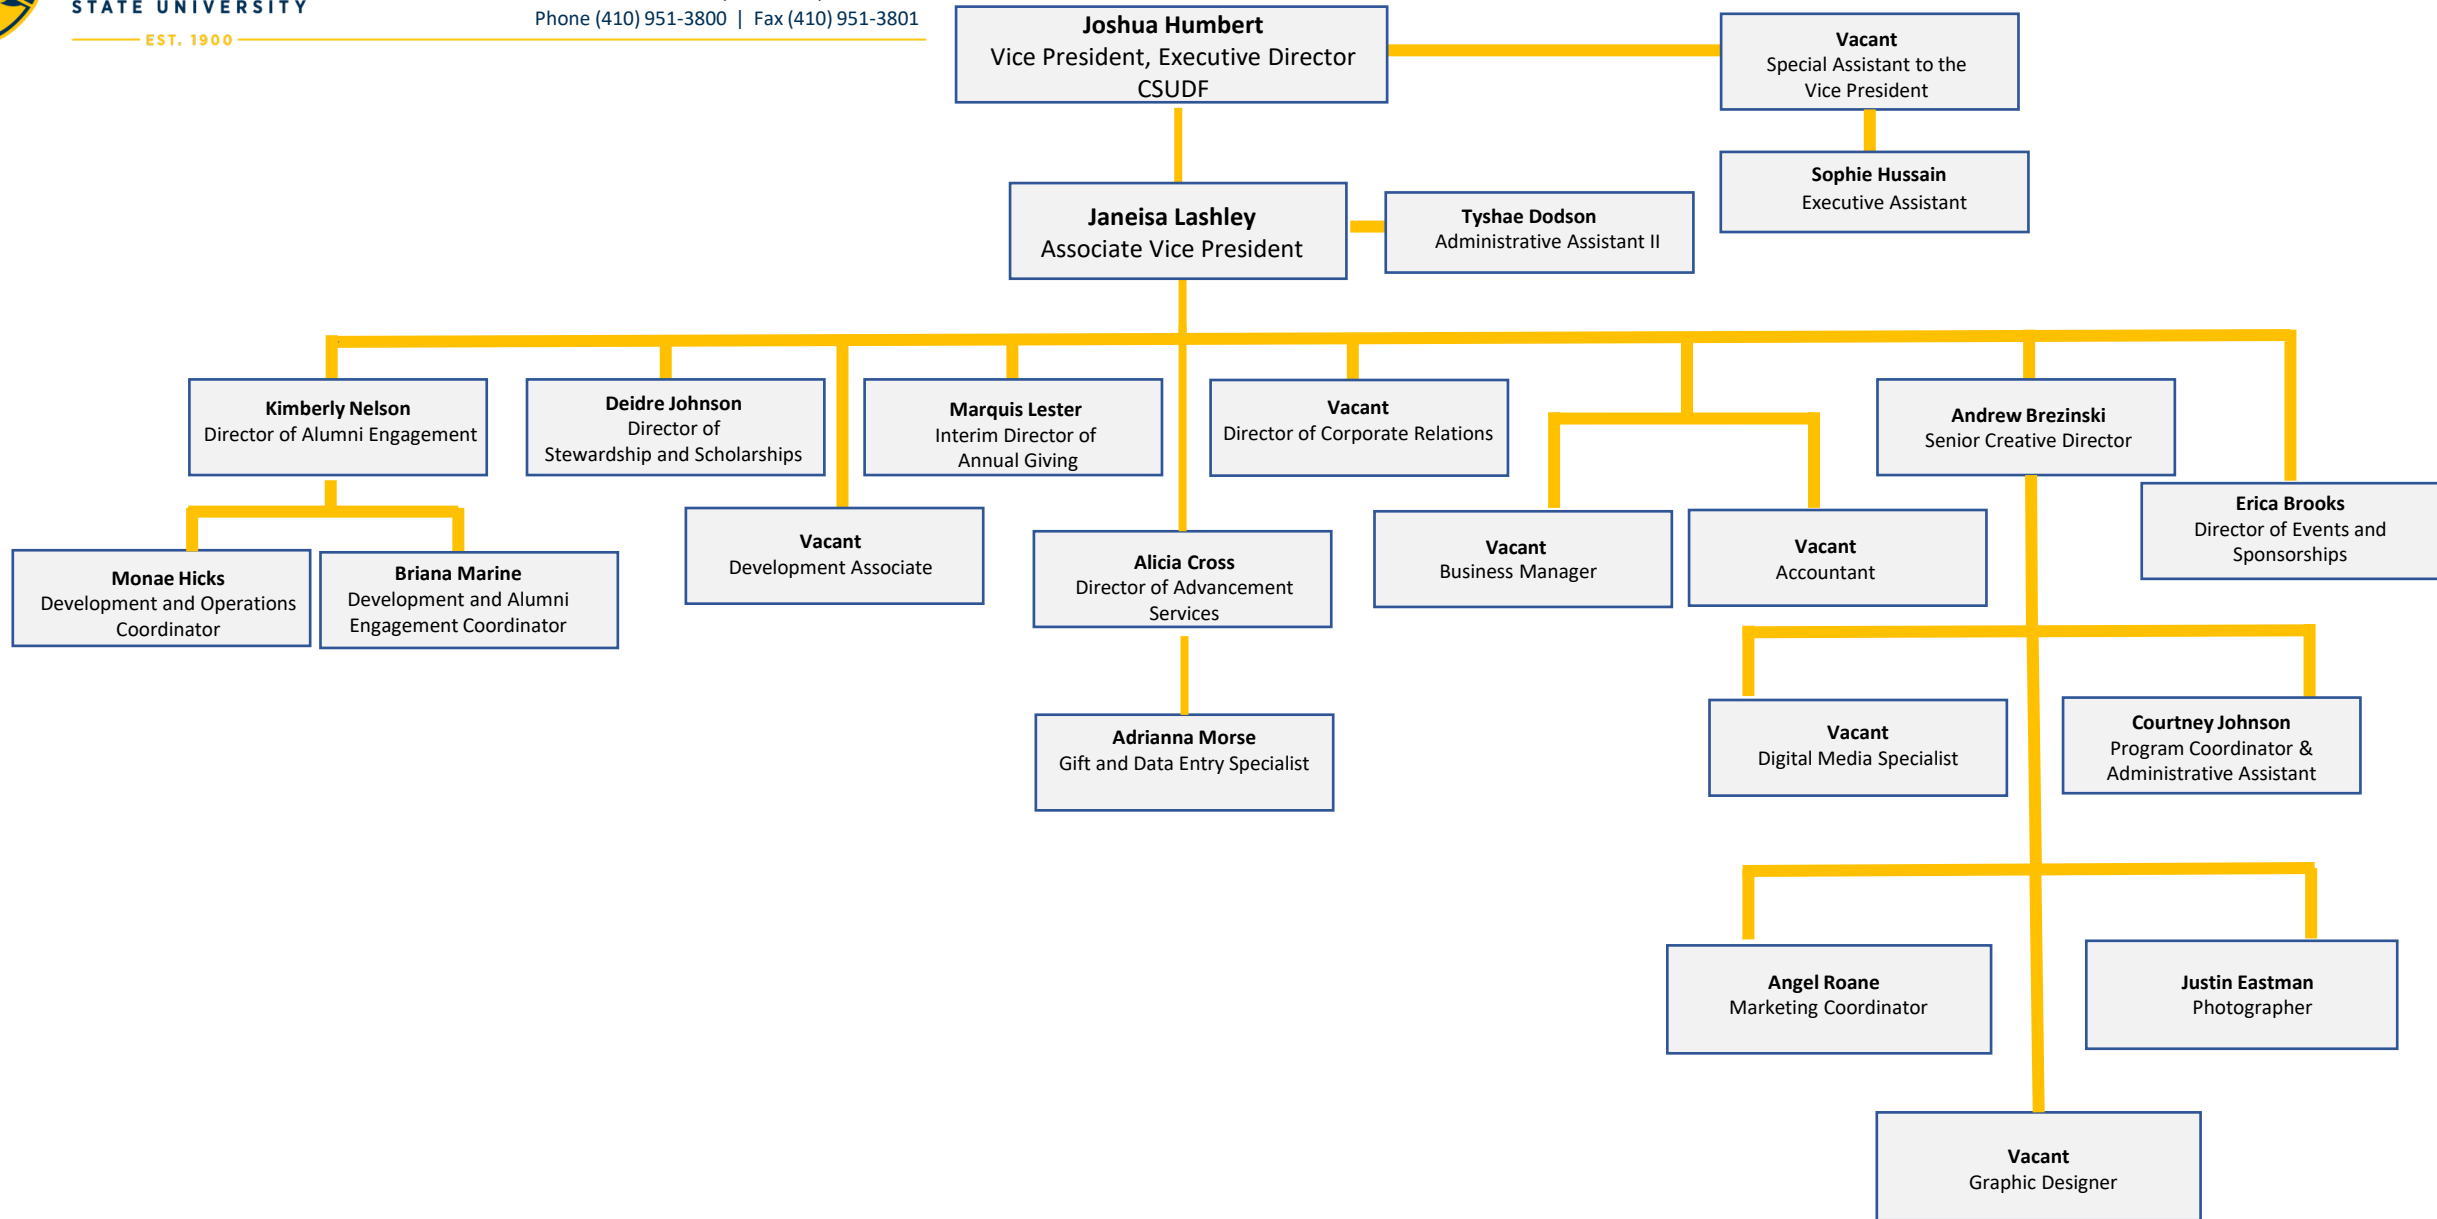 STATE UNIVERSITY
EST. 1900
Phone (410) 951-3800 | Fax (410) 951-3801
Joshua Humbert
Vice President, Executive Director
CSUDF
Vacant
Special Assistant to the
Vice President
Sophie Hussain
Executive Assistant
Janeisa Lashley
Associate Vice President
Tyshae Dodson
Administrative Assistant II
Kimberly Nelson
Director of Alumni Engagement
Deidre Johnson
Director of
Stewardship and Scholarships
Marquis Lester
Interim Director of
Annual Giving
Vacant
Director of Corporate Relations
Andrew Brezinski
Senior Creative Director
Erica Brooks
Director of Events and
Sponsorships
Monae Hicks
Development and Operations
Coordinator
Briana Marine
Development and Alumni
Engagement Coordinator
Vacant
Development Associate
Alicia Cross
Director of Advancement
Services
Vacant
Business Manager
Vacant
Accountant
Adrianna Morse
Gift and Data Entry Specialist
Vacant
Digital Media Specialist
Courtney Johnson
Program Coordinator &
Administrative Assistant
Angel Roane
Marketing Coordinator
Justin Eastman
Photographer
Vacant
Graphic Designer